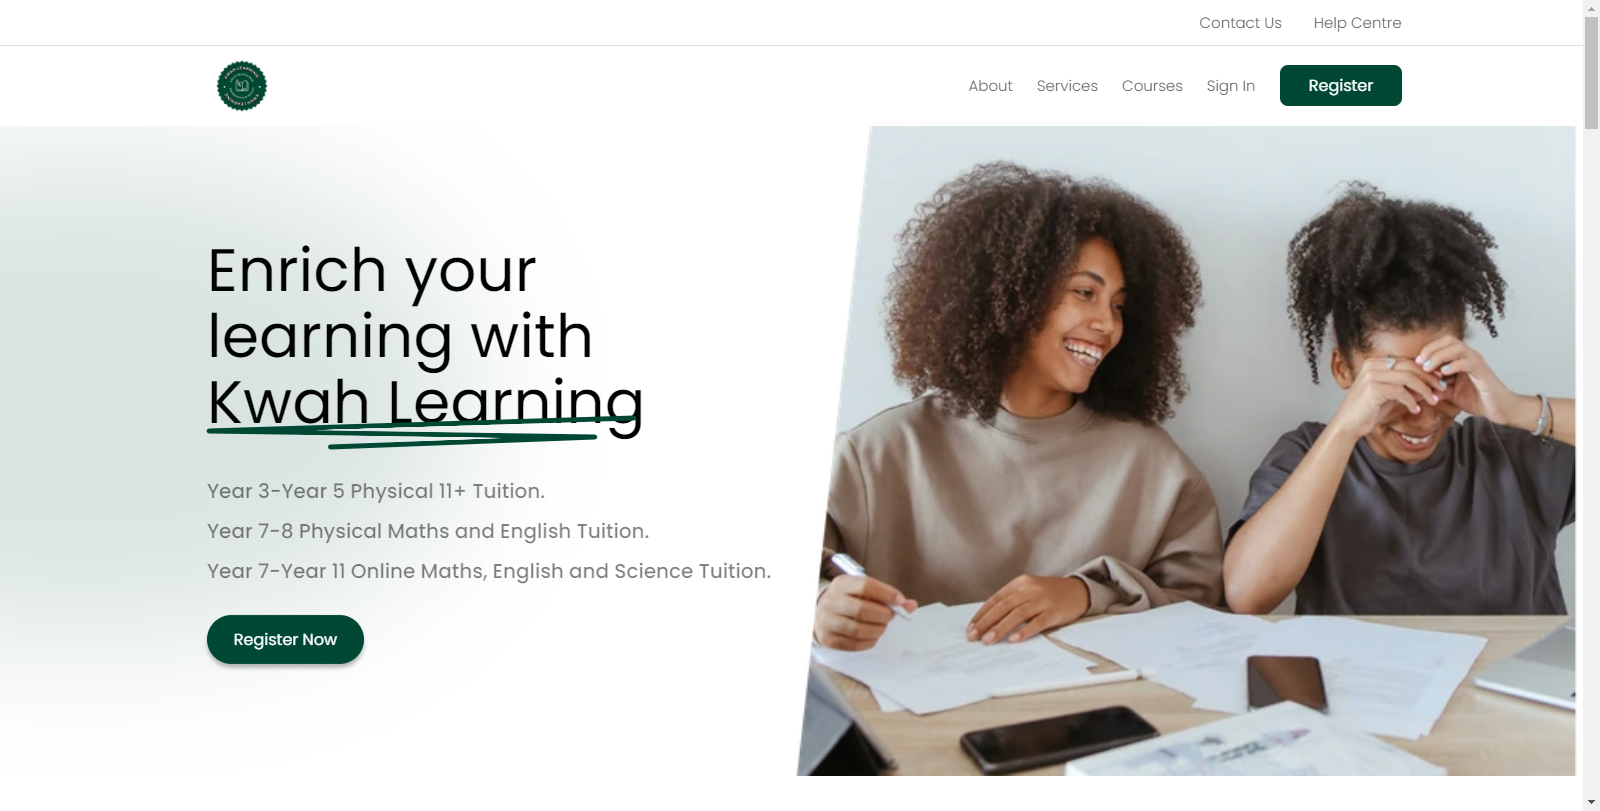 Contact Us
Help Centre
KWAH LEARNING
About
Services
Courses
Sign In
Register
Enrich your
learning with
Kwah Learning
Year 3-Year 5 Physical 11+ Tuition.
Year 7-8 Physical Maths and English Tuition.
Year 7-Year 11 Online Maths, English and Science Tuition.
Register Now